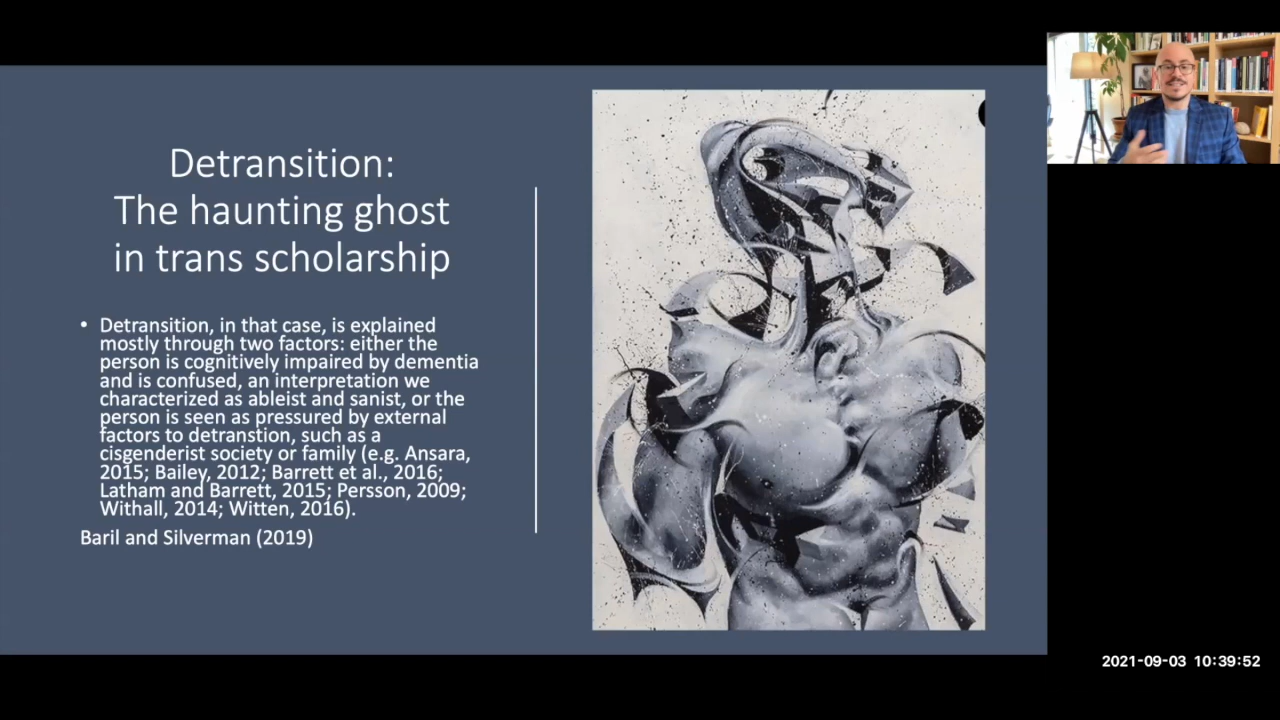 Detransition:
The haunting ghost
in trans scholarship
• Detransition, in that case, is explained
mostly through two factors: either the
person is cognitively impaired by dementia
and is confused, an interpretation we
characterized as ableist and sanist, or the
person is seen as pressured by external
factors to detranstion, such as a
cisgenderist society or family (e.g. Ansara,
2015; Bailey, 2012; Barrett et al., 2016;
Latham and Barrett, 2015; Persson, 2009;
Withall, 2014; Witten, 2016).
Baril and Silverman (2019)
2021-09-03 10:39:52